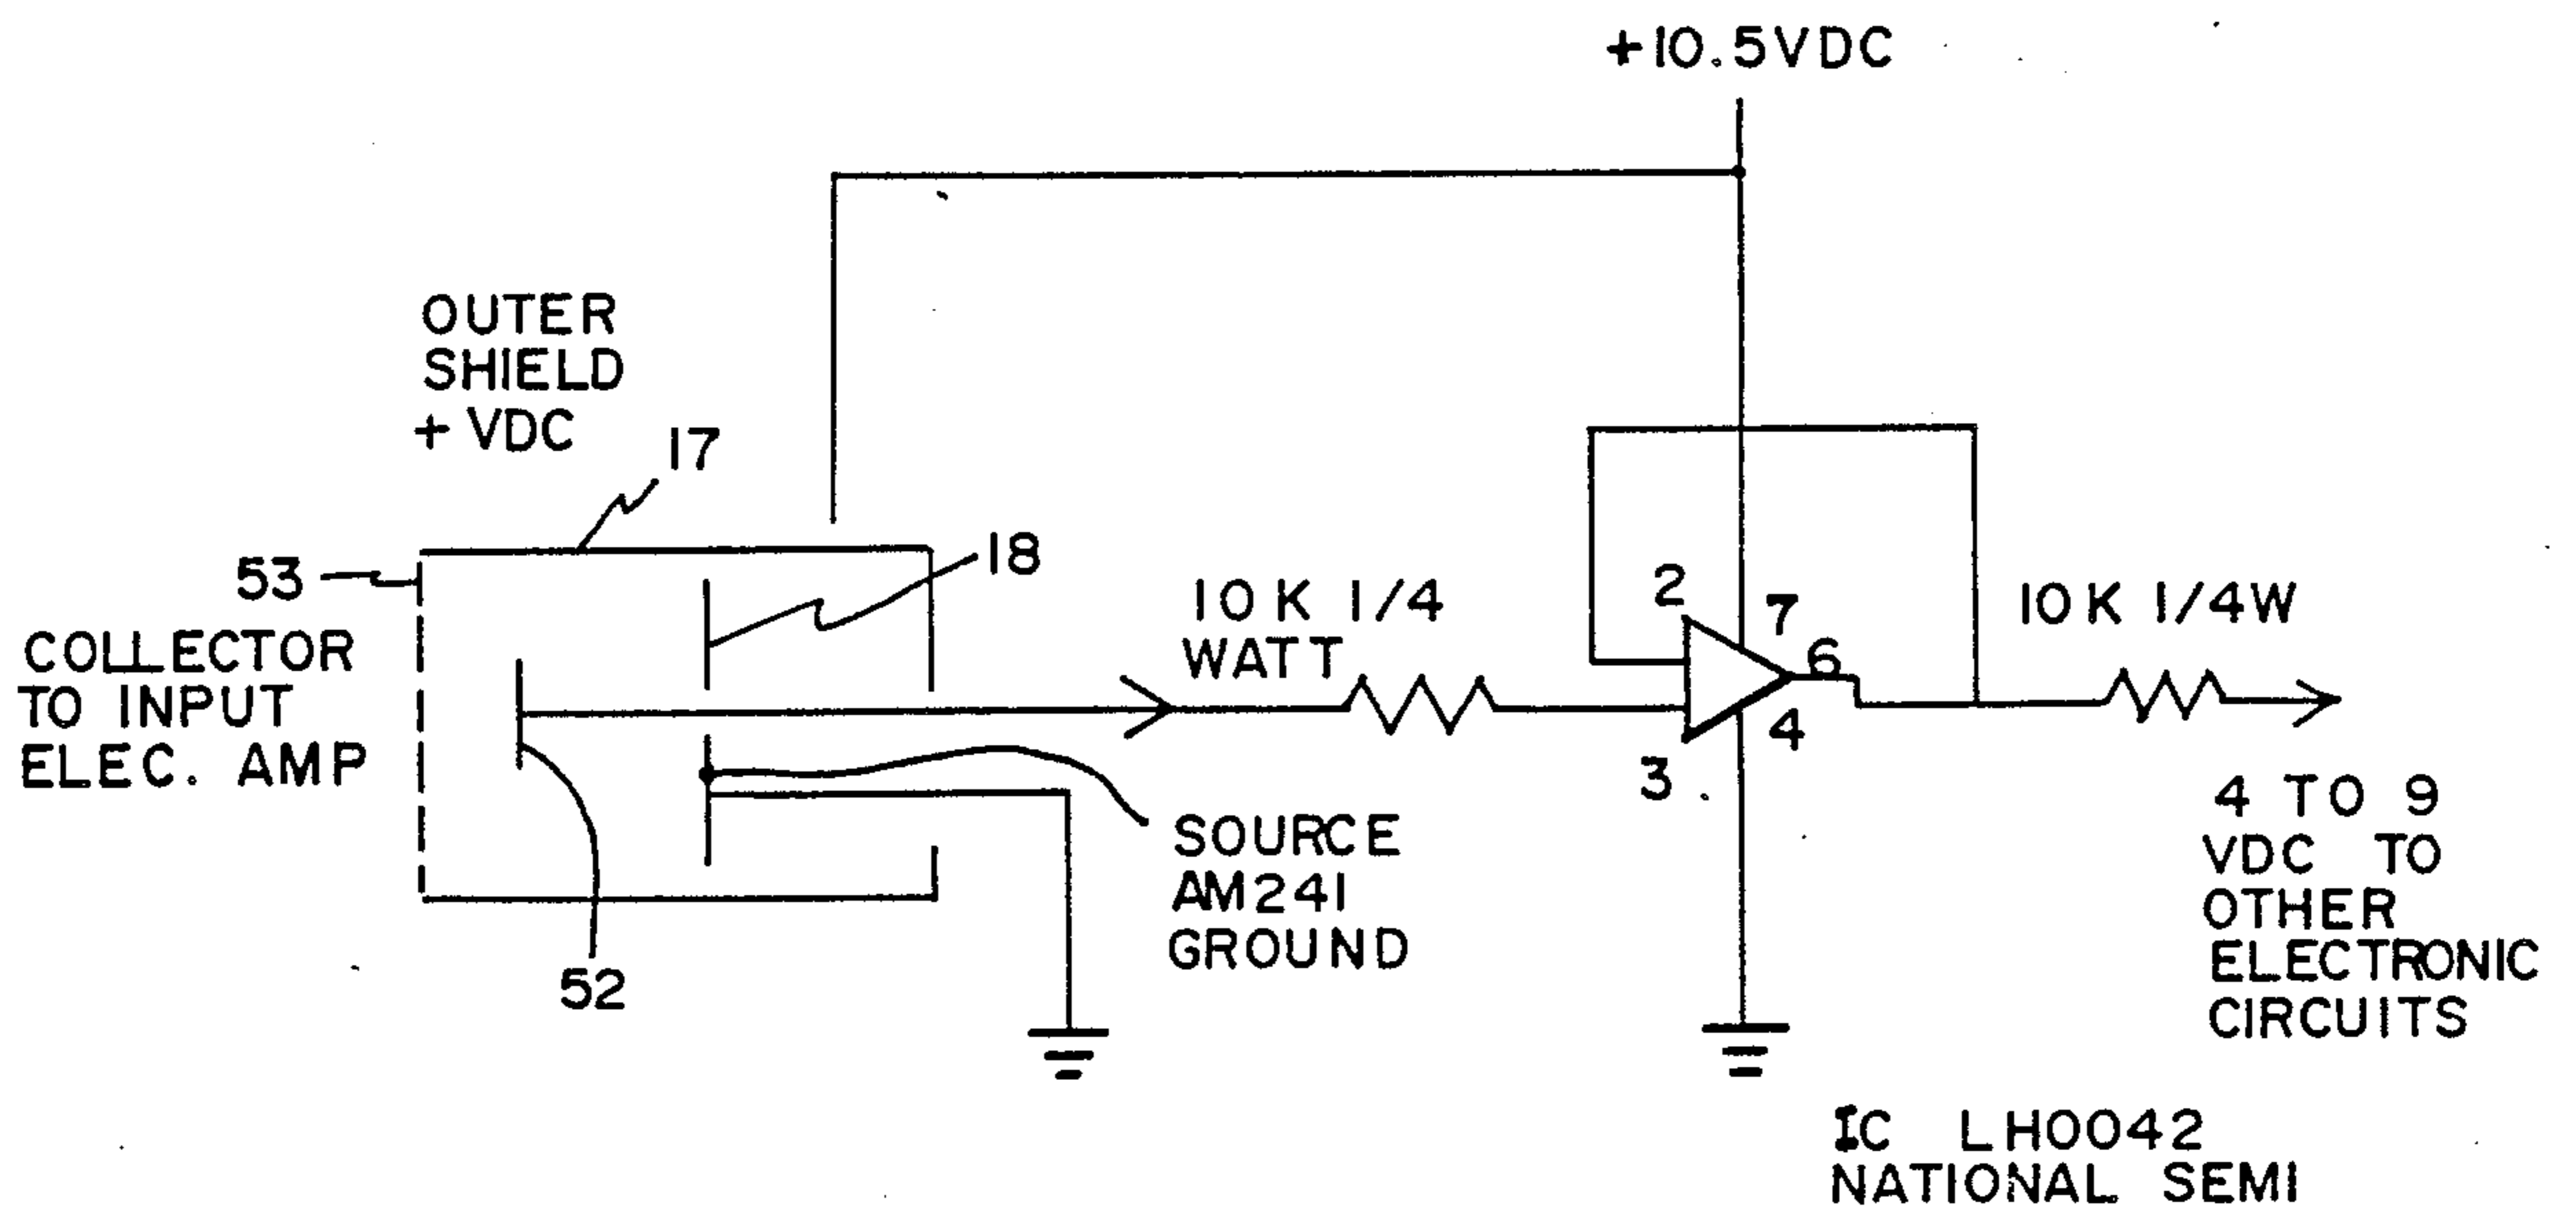 +10.5VDC
OUTER
SHIELD
+ VDC
17
18
53
COLLECTOR
TO INPUT
ELEC. AMP
52
10K 1/4
WATT
2
7
6
4
3
10K 1/4W
SOURCE
AM241
GROUND
4 TO 9
VDC TO
OTHER
ELECTRONIC
CIRCUITS
IC LH0042
NATIONAL SEMI